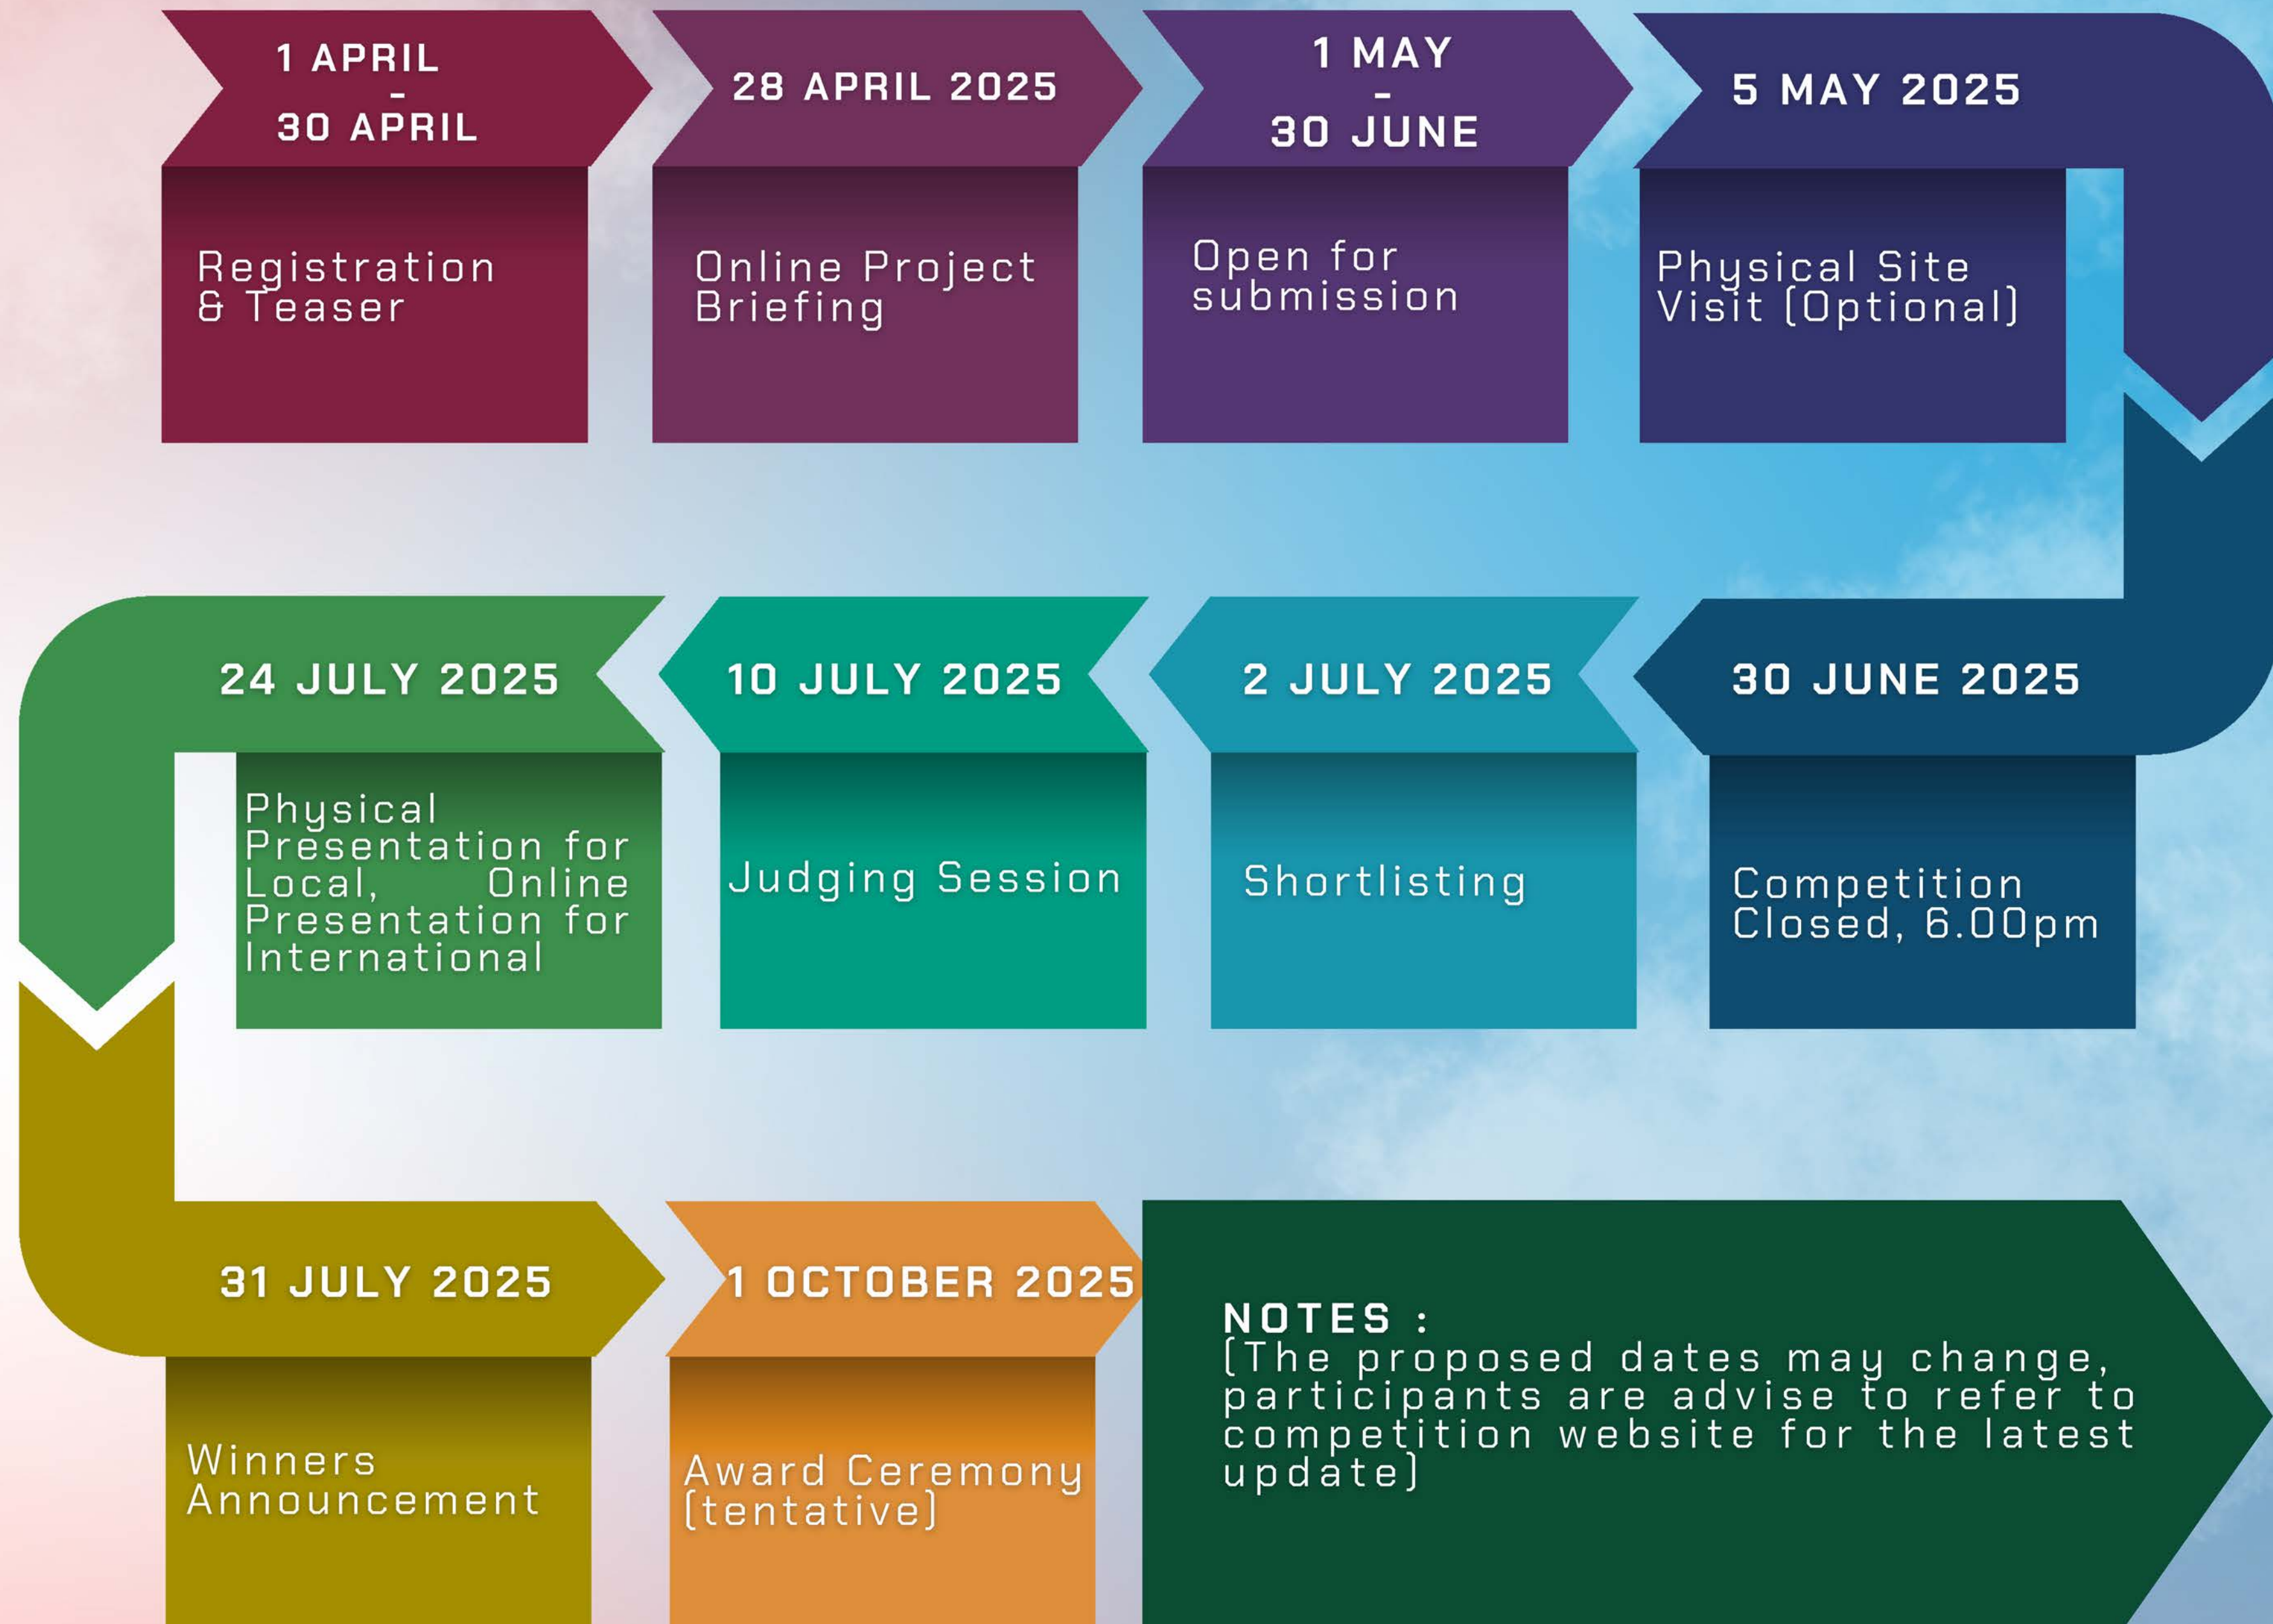 1 APRIL
-
30 APRIL
Registration
& Teaser
28 APRIL 2025
Online Project
Briefing
1 MAY
-
30 JUNE
Open for
submission
5 MAY 2025
Physical Site
Visit (Optional)
30 JUNE 2025
Competition
Closed, 6.00pm
2 JULY 2025
Shortlisting
10 JULY 2025
Judging Session
24 JULY 2025
Physical
Presentation for
Local, Online
Presentation for
International
31 JULY 2025
Winners
Announcement
1 OCTOBER 2025
Award Ceremony
(tentative)
NOTES :
(The proposed dates may change,
participants are advise to refer to
competition website for the latest
update)